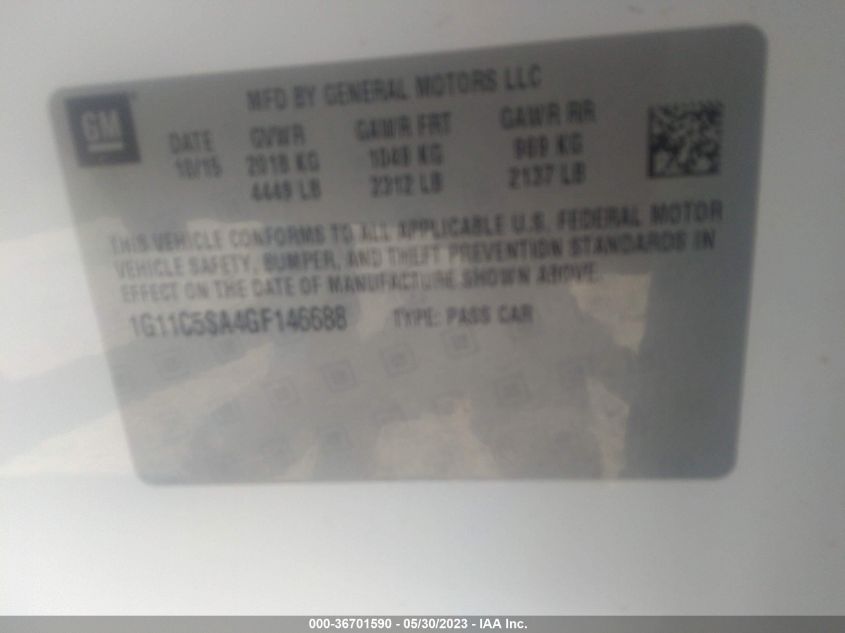 MFD BY GENERAL MOTORS LLC
GM
DATE GVWR GAWR FRT GAWR RR
10/15 2018 KG 1049 KG 969 KG
4449 LB 2312 LB 2137 LB
THIS VEHICLE CONFORMS TO ALL APPLICABLE U.S. FEDERAL MOTOR
VEHICLE SAFETY, BUMPER, AND THEFT PREVENTION STANDARDS IN
EFFECT ON THE DATE OF MANUFACTURE SHOWN ABOVE.
1G11C5SA4GF146688 TYPE: PASS CAR
000-36701590 - 05/30/2023 - IAA Inc.